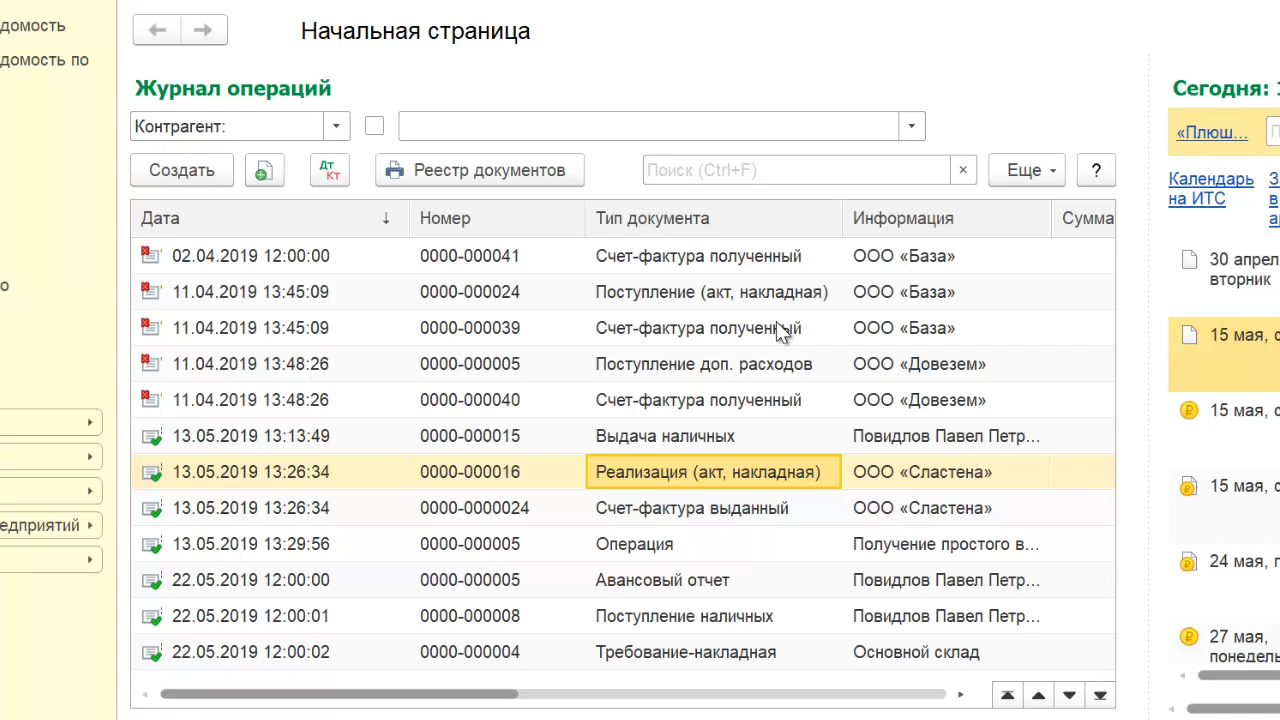 домость
домость по
о
едприятий
Начальная страница
Журнал операций
Контрагент:
Создать
Дт
Кт
Реестр документов
Поиск (Ctrl+F)
×
Еще
?
Дата ↓ Номер Тип документа Информация Сумма
02.04.2019 12:00:00 0000-000041 Счет-фактура полученный ООО «База»
11.04.2019 13:45:09 0000-000024 Поступление (акт, накладная) ООО «База»
11.04.2019 13:45:09 0000-000039 Счет-фактура полученный ООО «База»
11.04.2019 13:48:26 0000-000005 Поступление доп. расходов ООО «Довезем»
11.04.2019 13:48:26 0000-000040 Счет-фактура полученный ООО «Довезем»
13.05.2019 13:13:49 0000-000015 Выдача наличных Повидлов Павел Петр...
13.05.2019 13:26:34 0000-000016 Реализация (акт, накладная) ООО «Сластена»
13.05.2019 13:26:34 0000-0000024 Счет-фактура выданный ООО «Сластена»
13.05.2019 13:29:56 0000-000005 Операция Получение простого в...
22.05.2019 12:00:00 0000-000005 Авансовый отчет Повидлов Павел Петр...
22.05.2019 12:00:01 0000-000008 Поступление наличных Повидлов Павел Петр...
22.05.2019 12:00:02 0000-000004 Требование-накладная Основной склад
Сегодня: 1
«Плюш...
Календарь
на ИТС
30 апрел
вторник
15 мая, с
15 мая, с
15 мая, с
24 мая, п
27 мая,
понедель